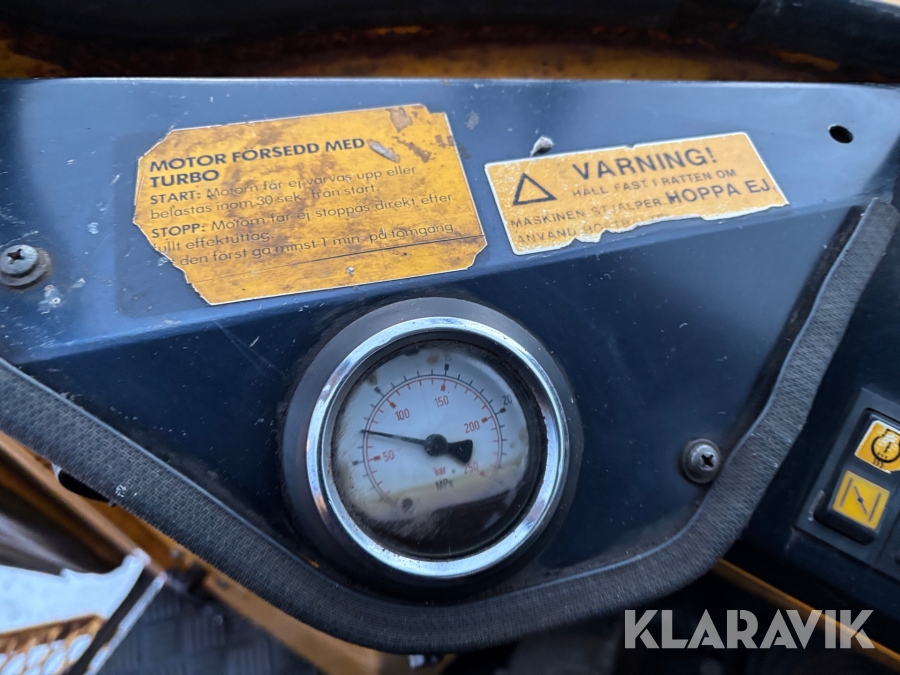 MOTOR FÖRSEDD MED
TURBO
START: Motorn får ej varvas upp eller
belastas inom 30 sek. från start.
STOPP: Motorn får ej stoppas direkt efter
fullt effektuttag.
den först gå minst 1 min. på tomgång.
VARNING!
HÅLL FAST I RATTEN OM
MASKINEN STJÄLPER. HOPPA EJ.
ANVÄND
50
100
150
200
250
20
bar
MPa
KLARAVIK